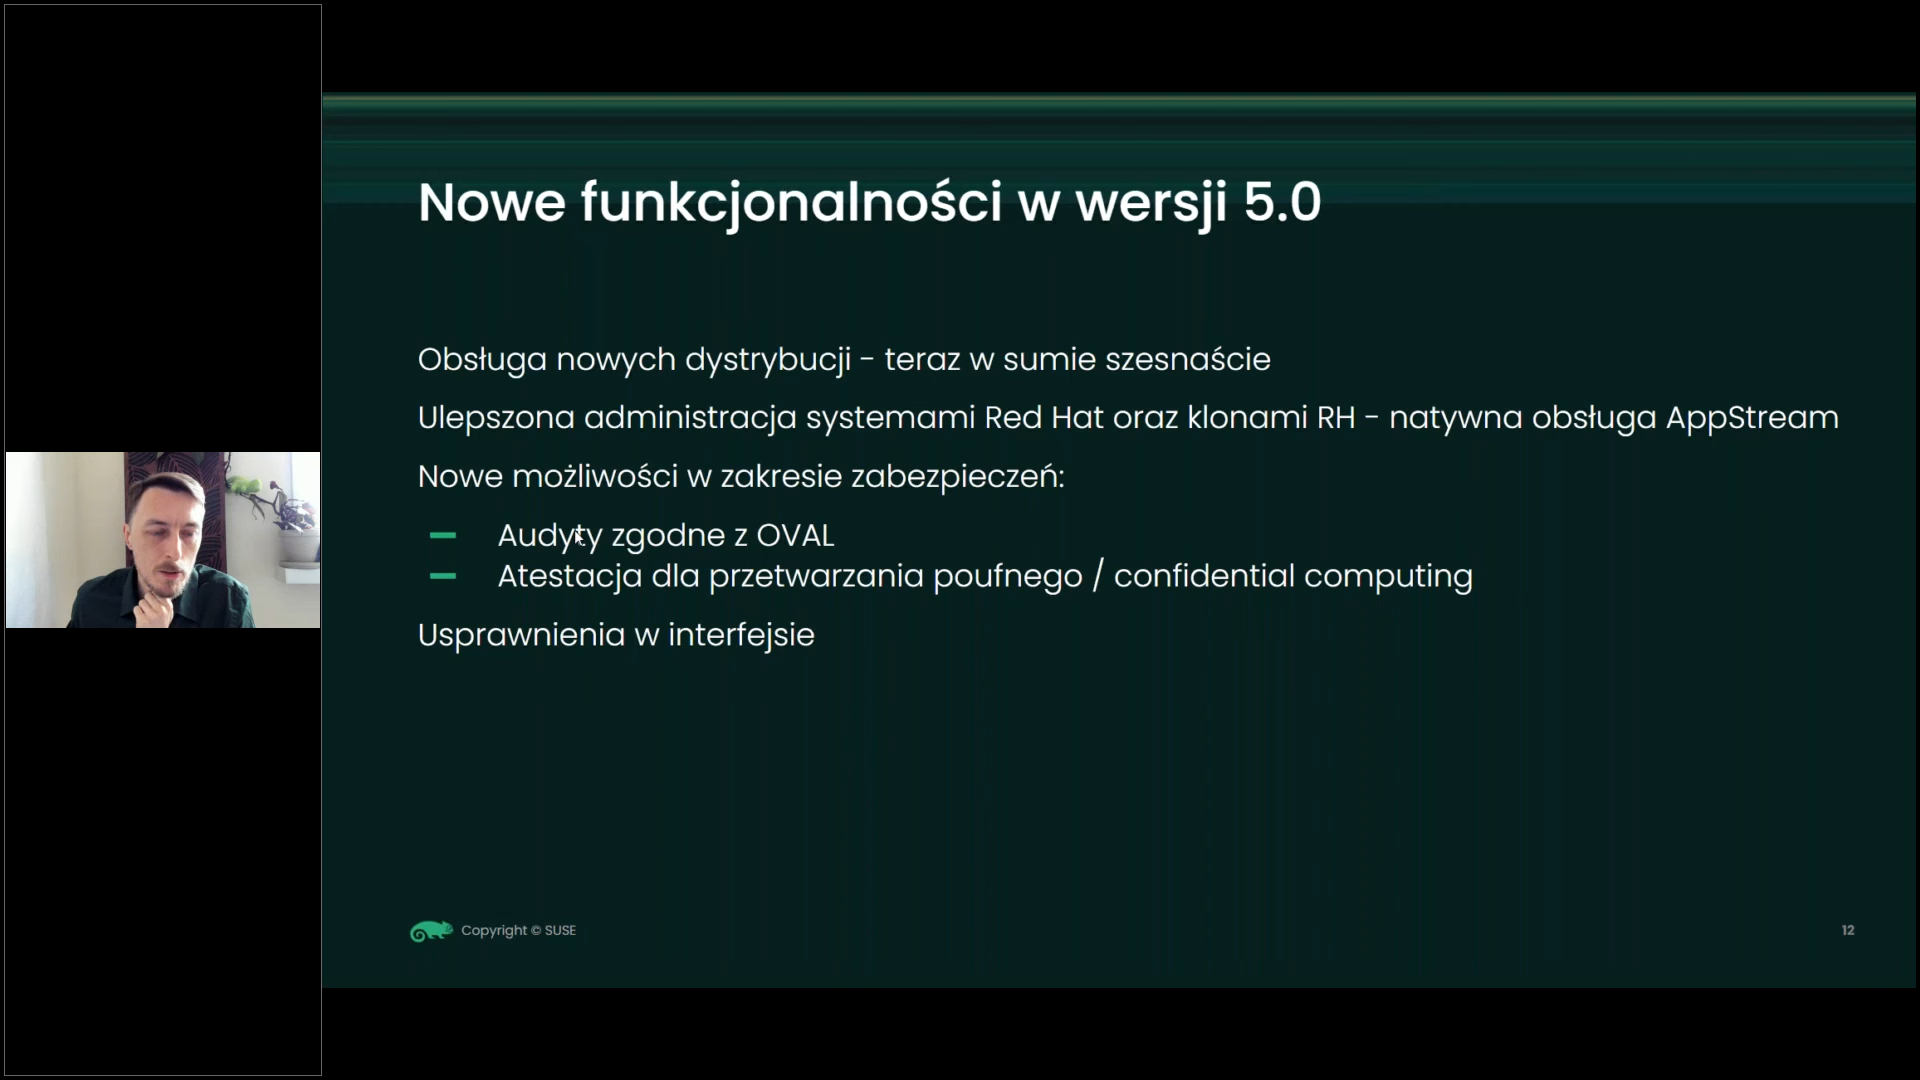 Nowe funkcjonalności w wersji 5.0
Obsługa nowych dystrybucji - teraz w sumie szesnaście
Ulepszona administracja systemami Red Hat oraz klonami RH - natywna obsługa AppStream
Nowe możliwości w zakresie zabezpieczeń:
Audyty zgodne z OVAL
Atestacja dla przetwarzania poufnego / confidential computing
Usprawnienia w interfejsie
Copyright © SUSE
12